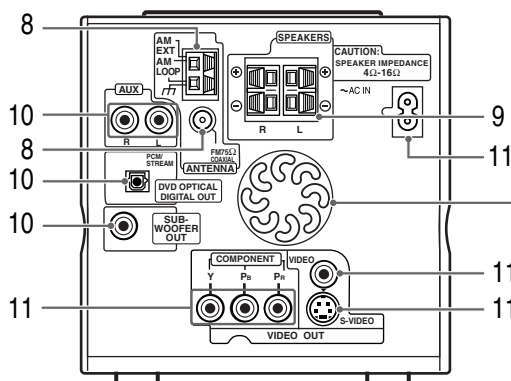 8
AM
EXT
AM
LOOP
SPEAKERS
CAUTION:
SPEAKER IMPEDANCE
4Ω-16Ω
~AC IN
AUX
10
R L
R L
9
8
FM75Ω
COAXIAL
ANTENNA
11
PCM/
STREAM
10
DVD OPTICAL
DIGITAL OUT
10
SUB-
WOOFER
OUT
COMPONENT
VIDEO
Y PB PR
11
11
11
S-VIDEO
VIDEO OUT